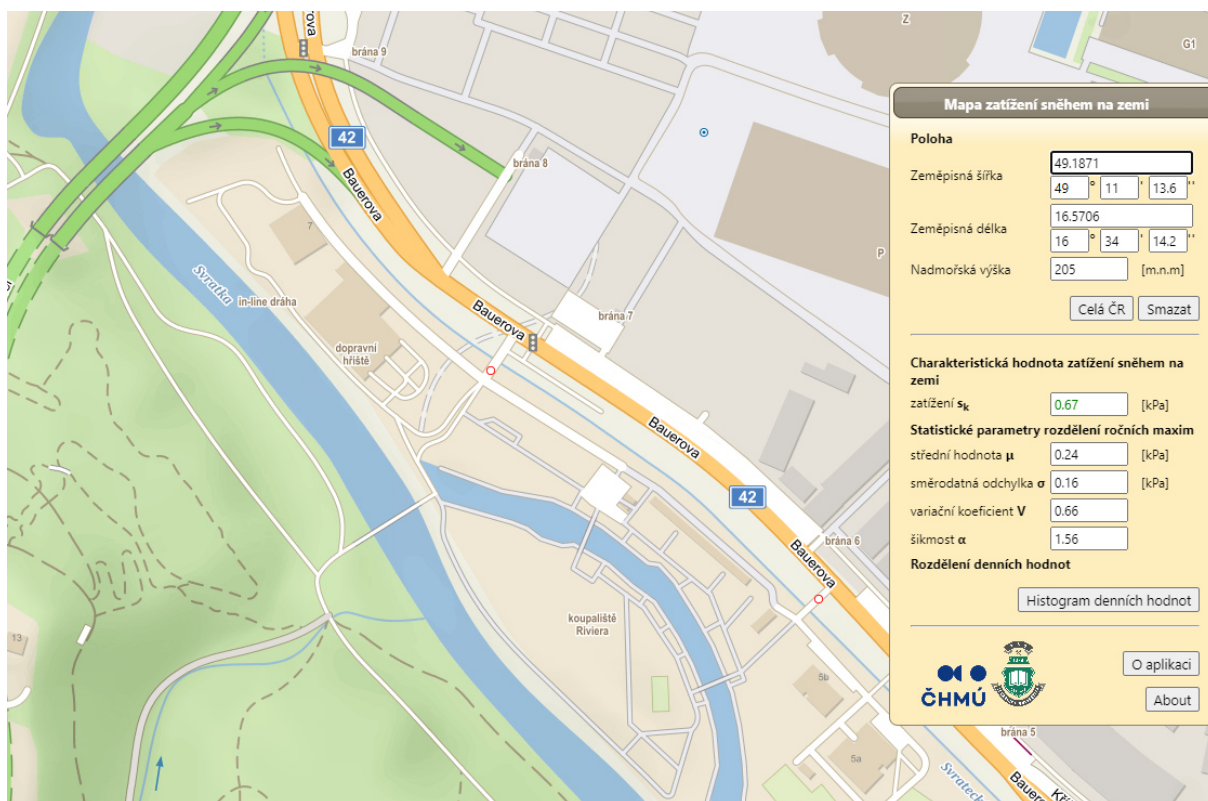 Z
G1
Bauerova
brána 9
42
brána 8
Bauerova
7
P
Svratka
in-line dráha
Bauerova
brána 7
dopravní
hřiště
Bauerova
42
Bauerova
brána 6
koupaliště
Riviera
13
5b
5a
brána 5
Svrateck
Bauerov
Mapa zatížení sněhem na zemi
Poloha
Zeměpisná šířka
49.1871
49 ° 11 ' 13.6 ''
Zeměpisná délka
16.5706
16 ° 34 ' 14.2 ''
Nadmořská výška 205 [m.n.m]
Celá ČR Smazat
Charakteristická hodnota zatížení sněhem na
zemi
zatížení sk 0.67 [kPa]
Statistické parametry rozdělení ročních maxim
střední hodnota μ 0.24 [kPa]
směrodatná odchylka σ 0.16 [kPa]
variační koeficient V 0.66
šikmost α 1.56
Rozdělení denních hodnot
Histogram denních hodnot
ČHMÚ
O aplikaci
About